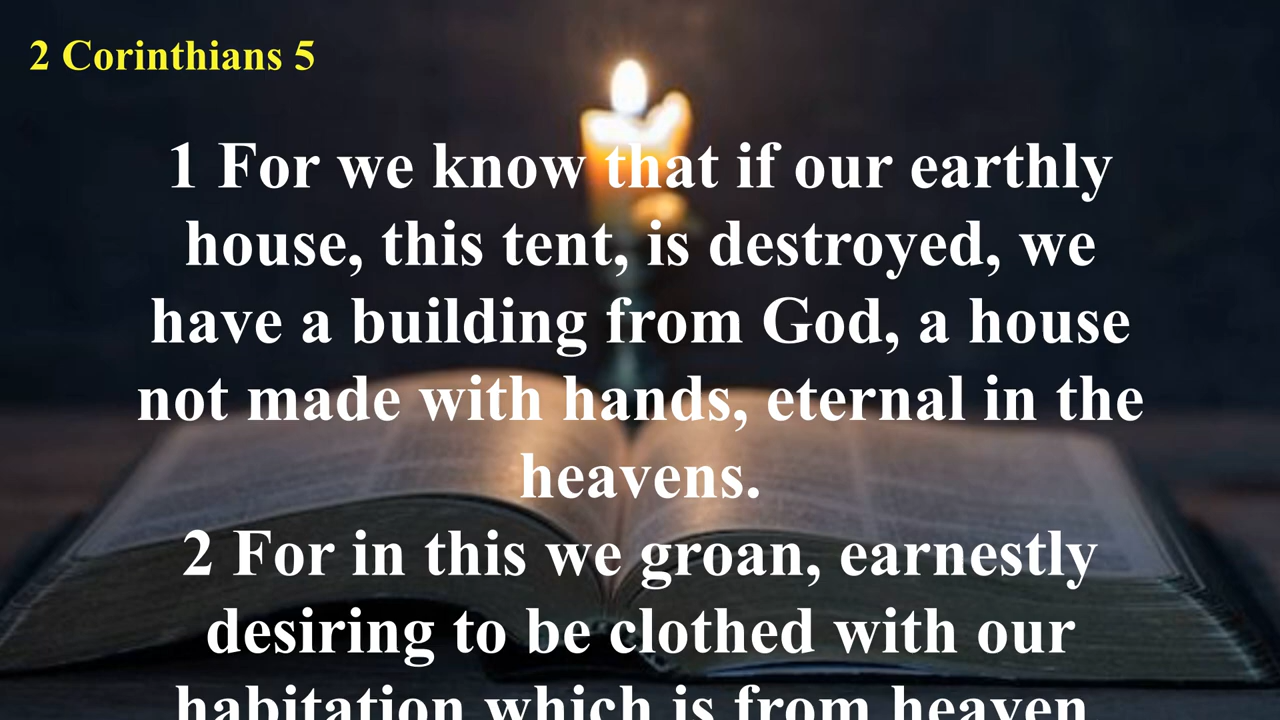 2 Corinthians 5
1 For we know that if our earthly
house, this tent, is destroyed, we
have a building from God, a house
not made with hands, eternal in the
heavens.
2 For in this we groan, earnestly
desiring to be clothed with our
habitation which is from heaven